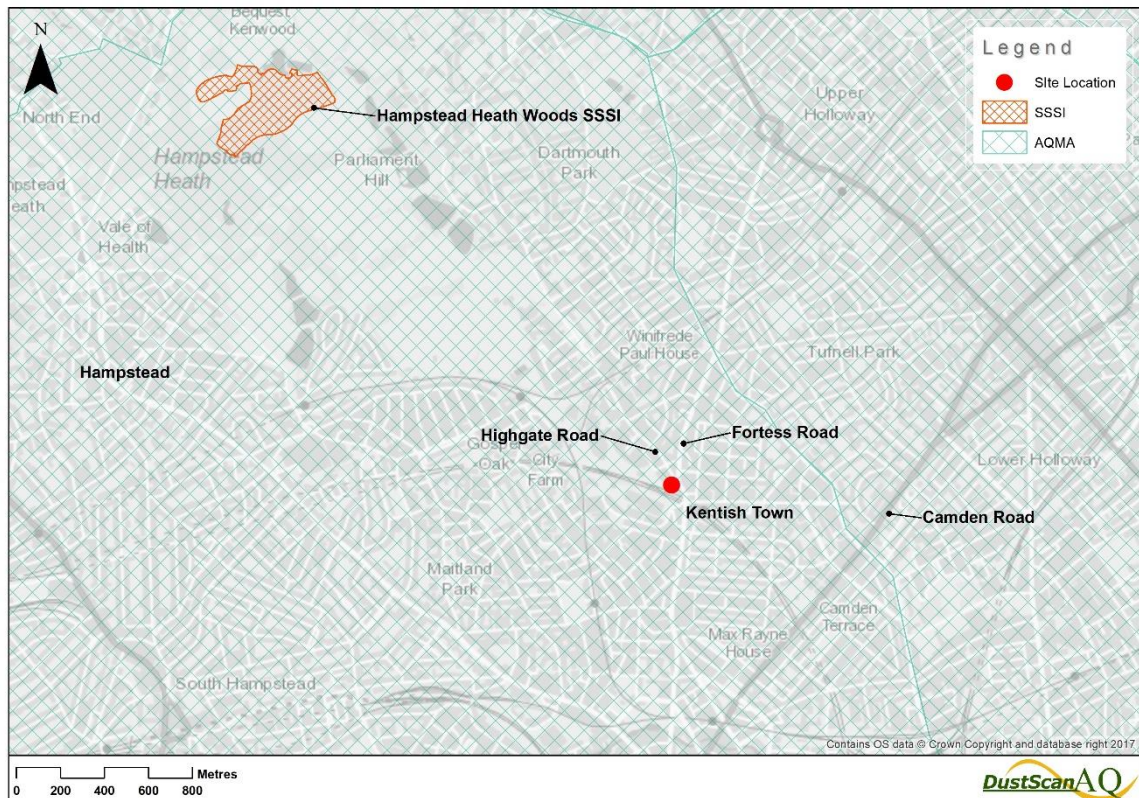 N
Bequest
Kenwood
Legend
SIte Location
SSSI
AQMA
Hampstead Heath Woods SSSI
North End
Upper
Holloway
Hampstead
Heath
Parliament
Hill
Dartmouth
Park
Vale of
Health
Winifrede
Paul House
Tufnell Park
Hampstead
Highgate Road
Fortess Road
Gospel
Oak
City
Farm
Lower Holloway
Kentish Town
Camden Road
Maitland
Park
Camden
Terrace
Max Rayne
House
South Hampstead
Contains OS data © Crown Copyright and database right 2017
Metres
0 200 400 600 800
DustScanAQ